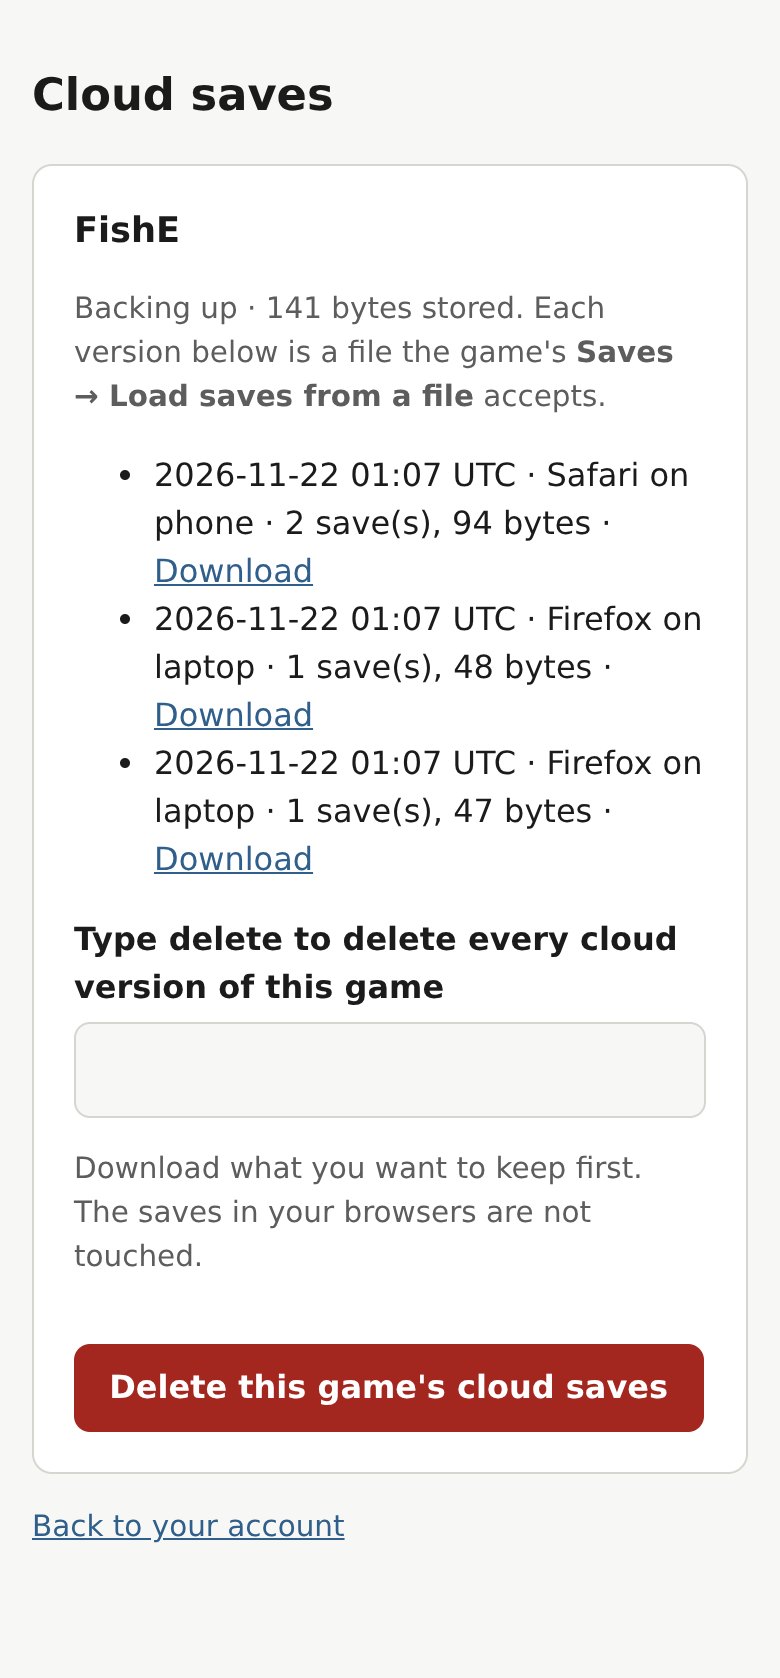 Cloud saves
FishE
Backing up · 141 bytes stored. Each
version below is a file the game's Saves
→ Load saves from a file accepts.
• 2026-11-22 01:07 UTC · Safari on
phone · 2 save(s), 94 bytes ·
Download
• 2026-11-22 01:07 UTC · Firefox on
laptop · 1 save(s), 48 bytes ·
Download
• 2026-11-22 01:07 UTC · Firefox on
laptop · 1 save(s), 47 bytes ·
Download
Type delete to delete every cloud
version of this game
Download what you want to keep first.
The saves in your browsers are not
touched.
Delete this game's cloud saves
Back to your account